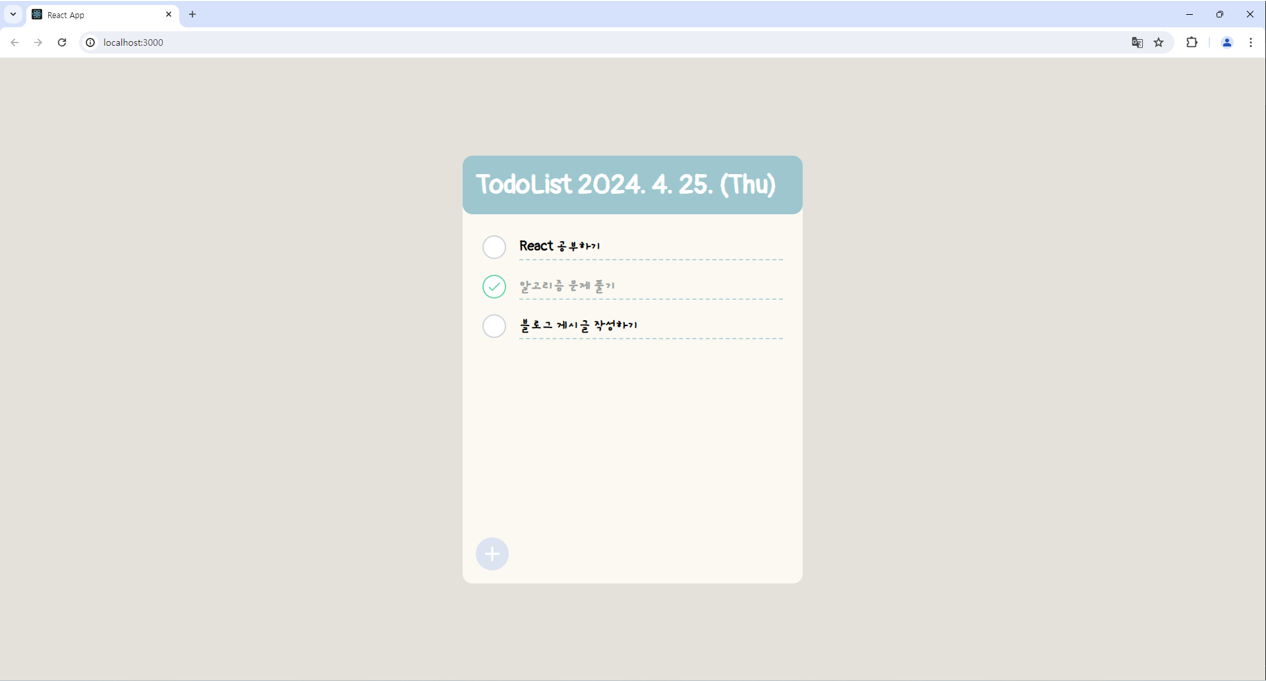 React App
localhost:3000
TodoList 2024. 4. 25. (Thu)
React 공부하기
알고리즘 문제 풀기
블로그 게시글 작성하기